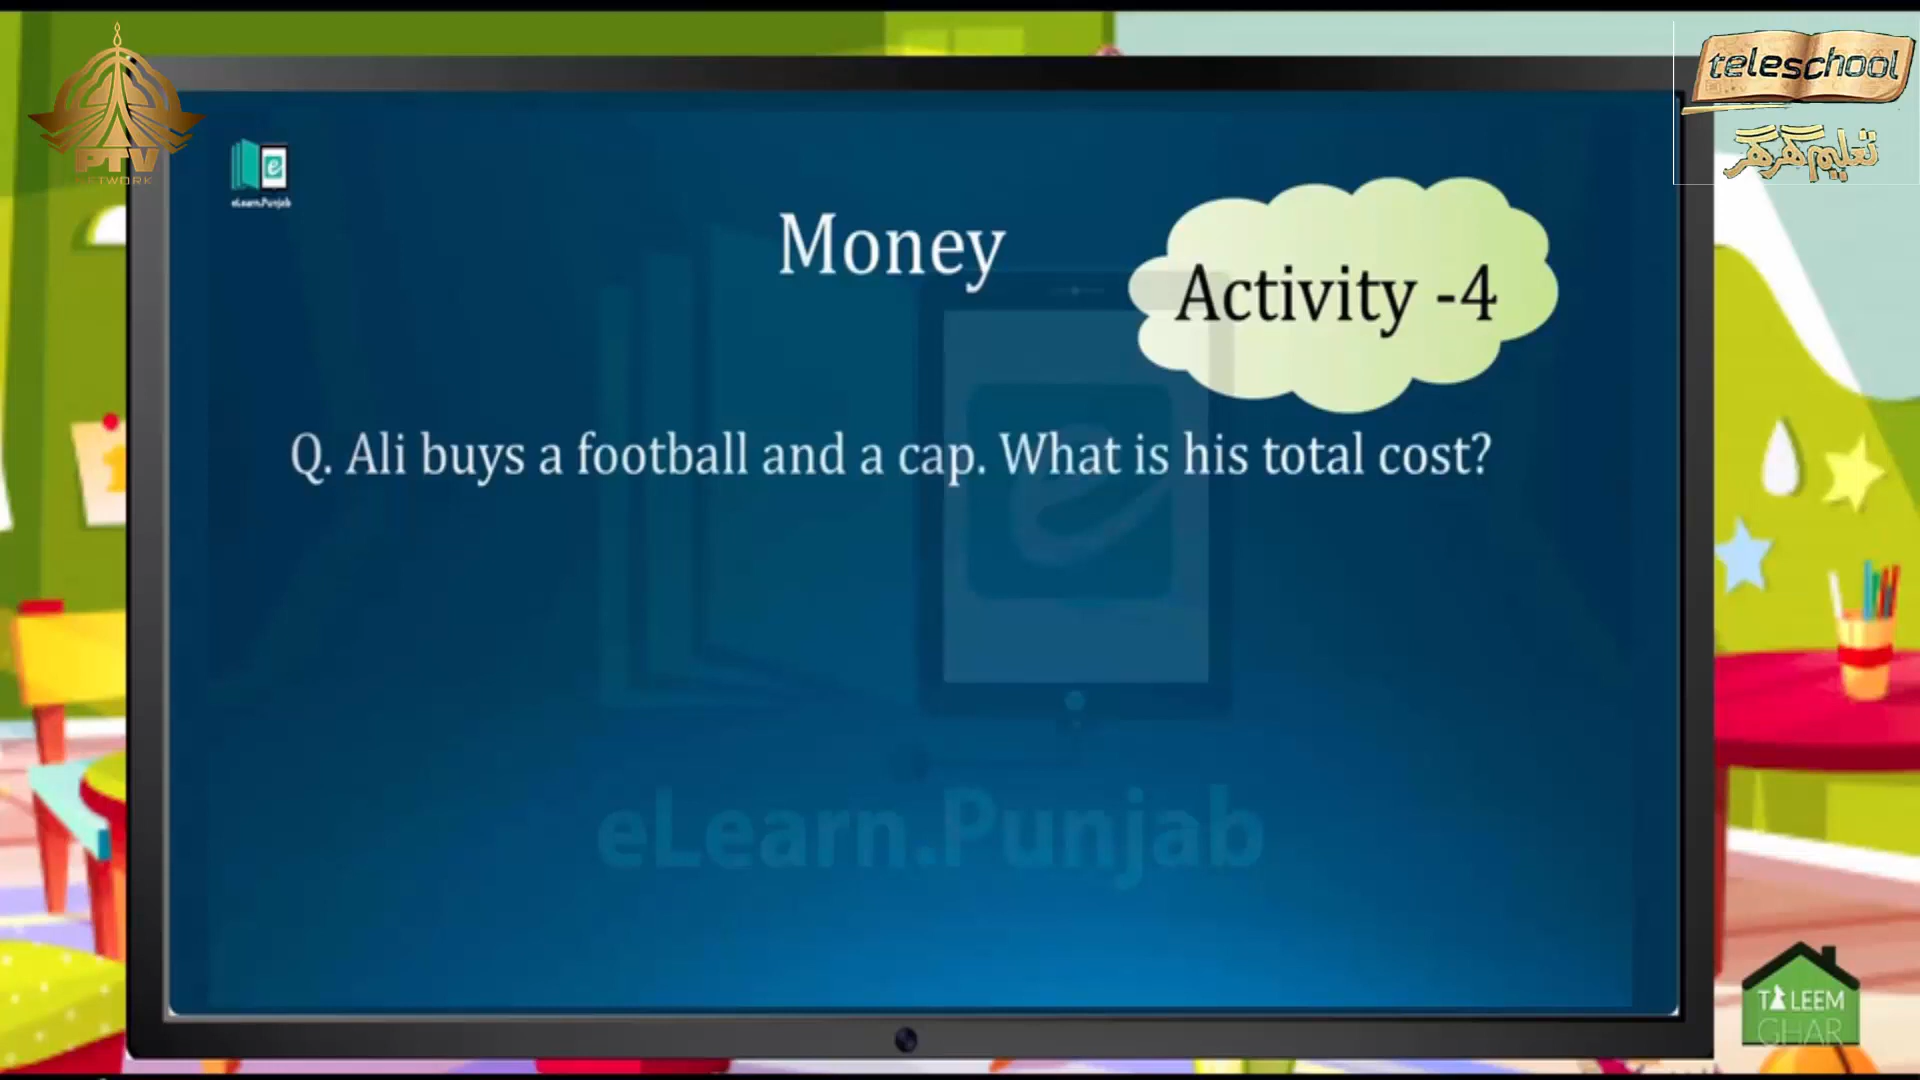 PTV
NETWORK
teleschool
تعلیم گھر گھر
eLearn.Punjab
Money
Activity -4
Q. Ali buys a football and a cap. What is his total cost?
eLearn.Punjab
TALEEM
GHAR